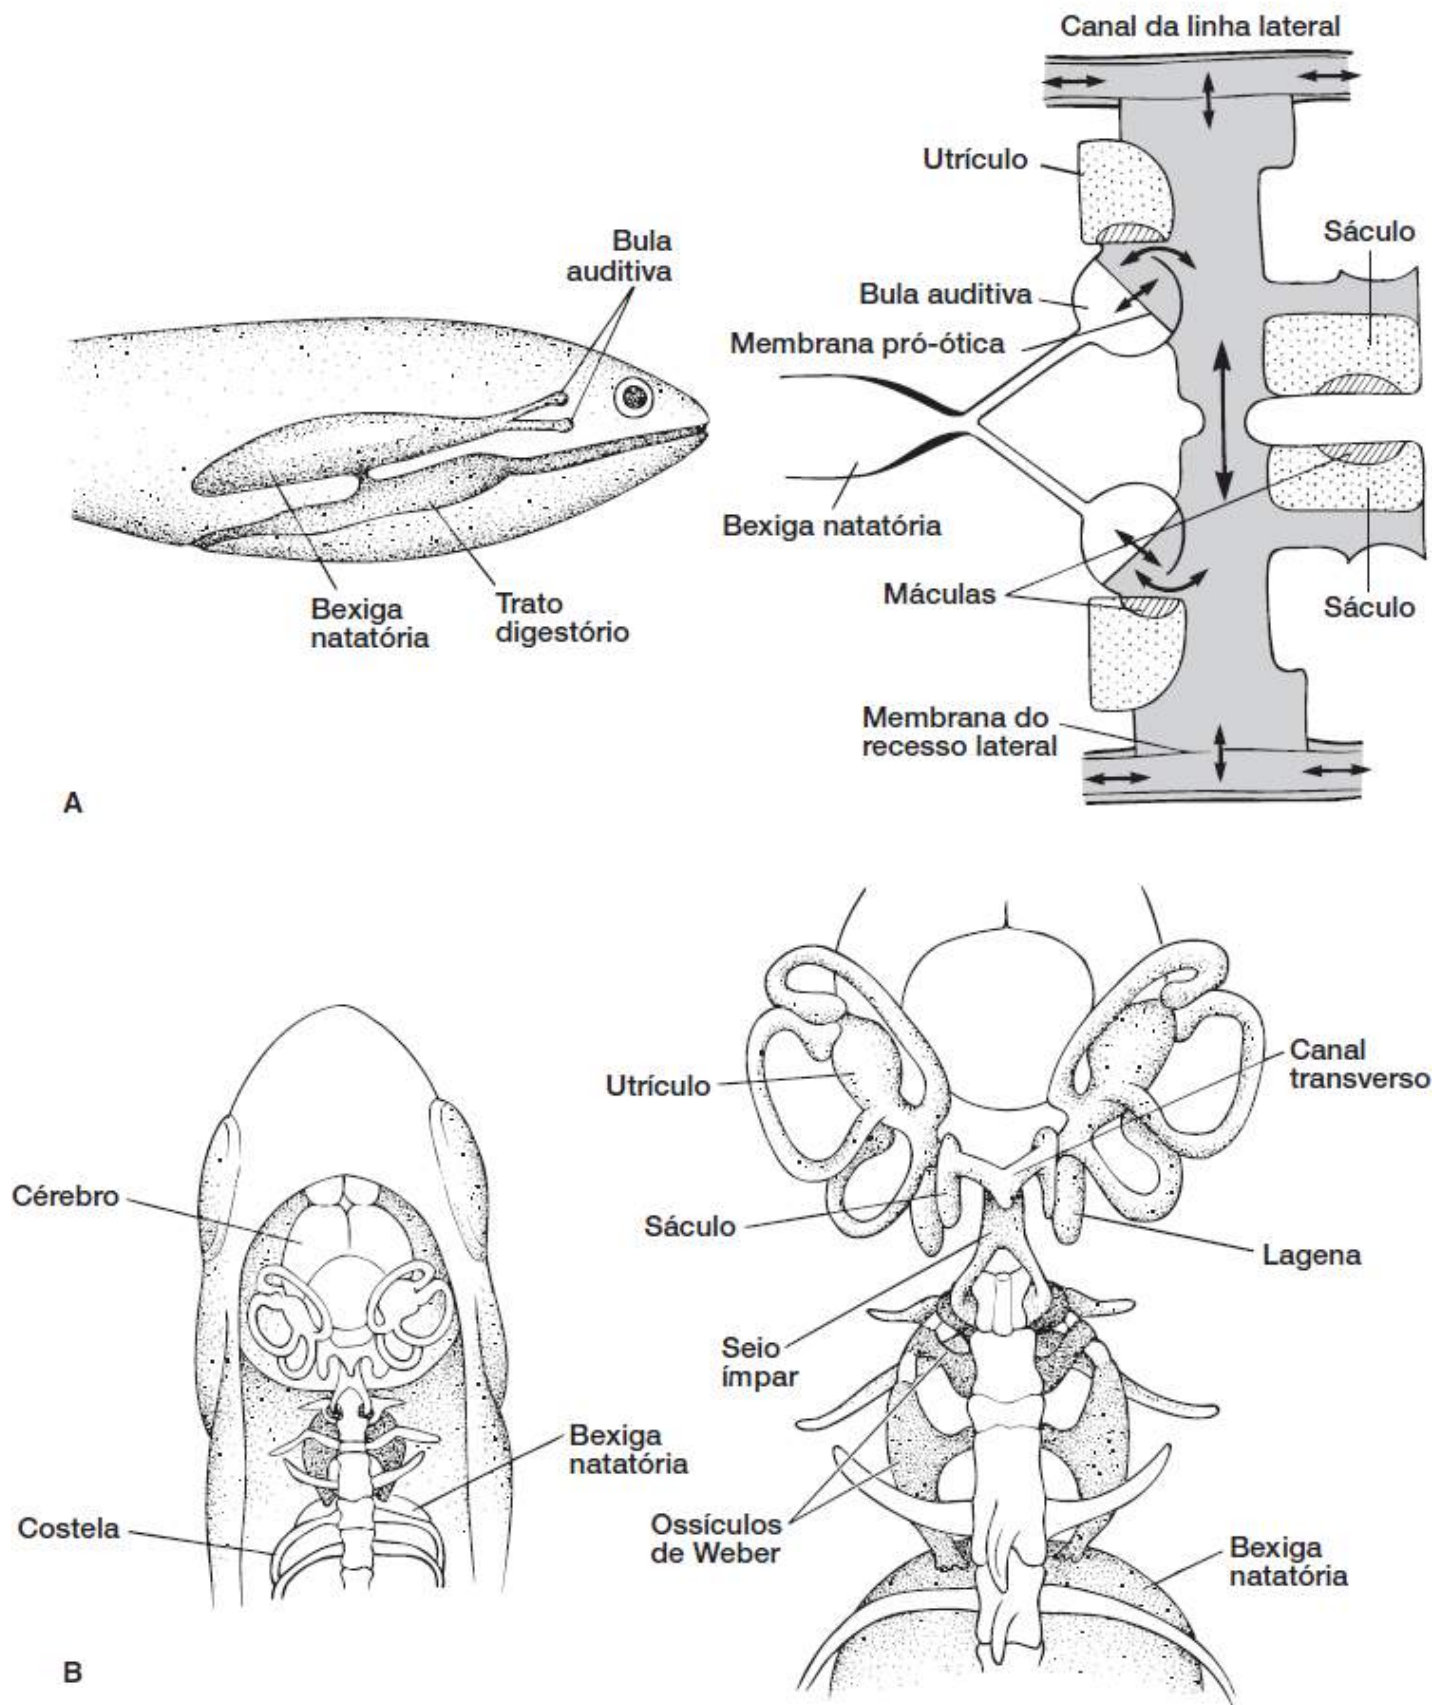 Canal da linha lateral
Utrículo
Sáculo
Bula
auditiva
Bula auditiva
Membrana pró-ótica
Bexiga natatória
Máculas
Bexiga
natatória
Trato
digestório
Sáculo
Membrana do
recesso lateral
A
Canal
transverso
Utrículo
Cérebro
Sáculo
Lagena
Seio
ímpar
Bexiga
natatória
Costela
Ossículos
de Weber
Bexiga
natatória
B